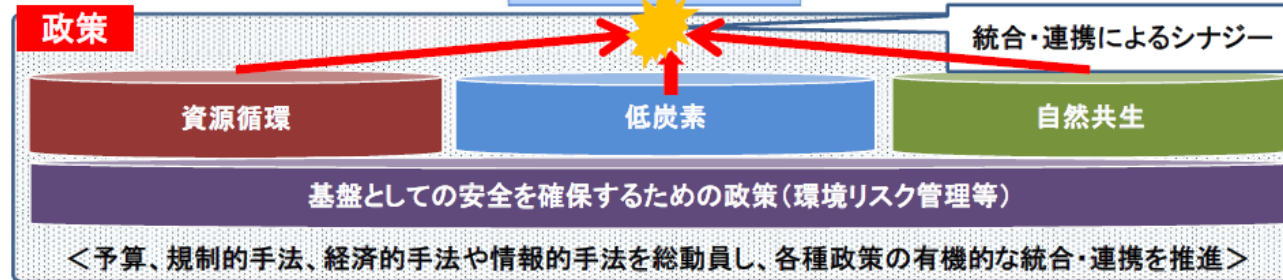 政策
統合・連携によるシナジー
資源循環
低炭素
自然共生
基盤としての安全を確保するための政策（環境リスク管理等）
＜予算、規制的手法、経済的手法や情報的手法を総動員し、各種政策の有機的な統合・連携を推進＞